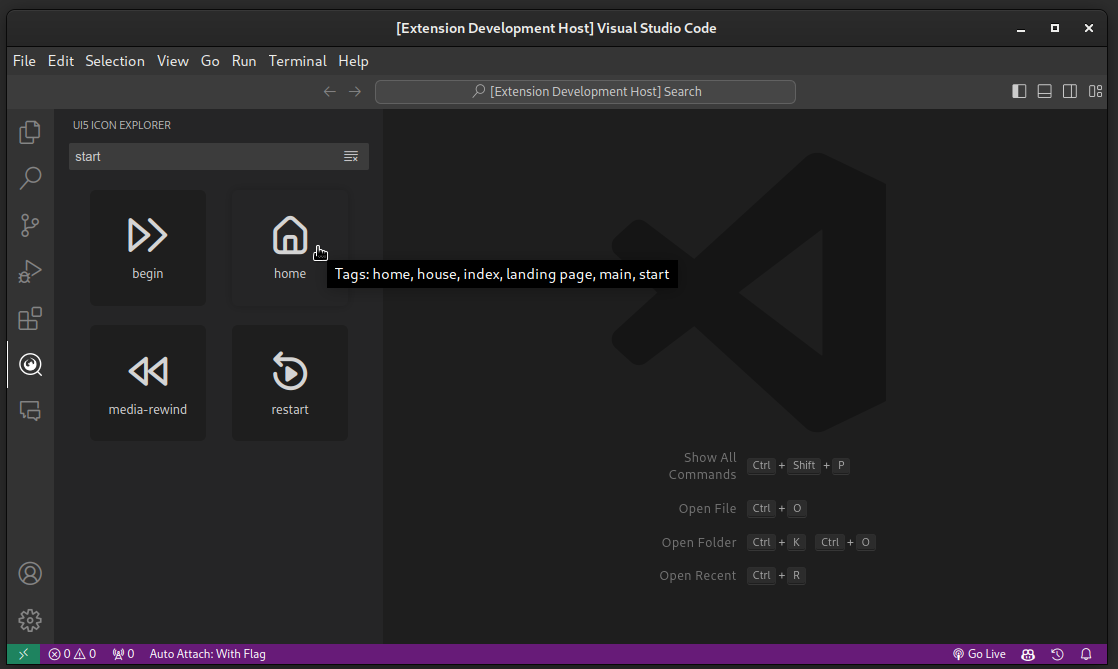 [Extension Development Host] Visual Studio Code
File Edit Selection View Go Run Terminal Help
[Extension Development Host] Search
UI5 ICON EXPLORER
start
begin
home
Tags: home, house, index, landing page, main, start
media-rewind
restart
Show All Commands Ctrl + Shift + P
Open File Ctrl + O
Open Folder Ctrl + K Ctrl + O
Open Recent Ctrl + R
0 0 0 Auto Attach: With Flag Go Live